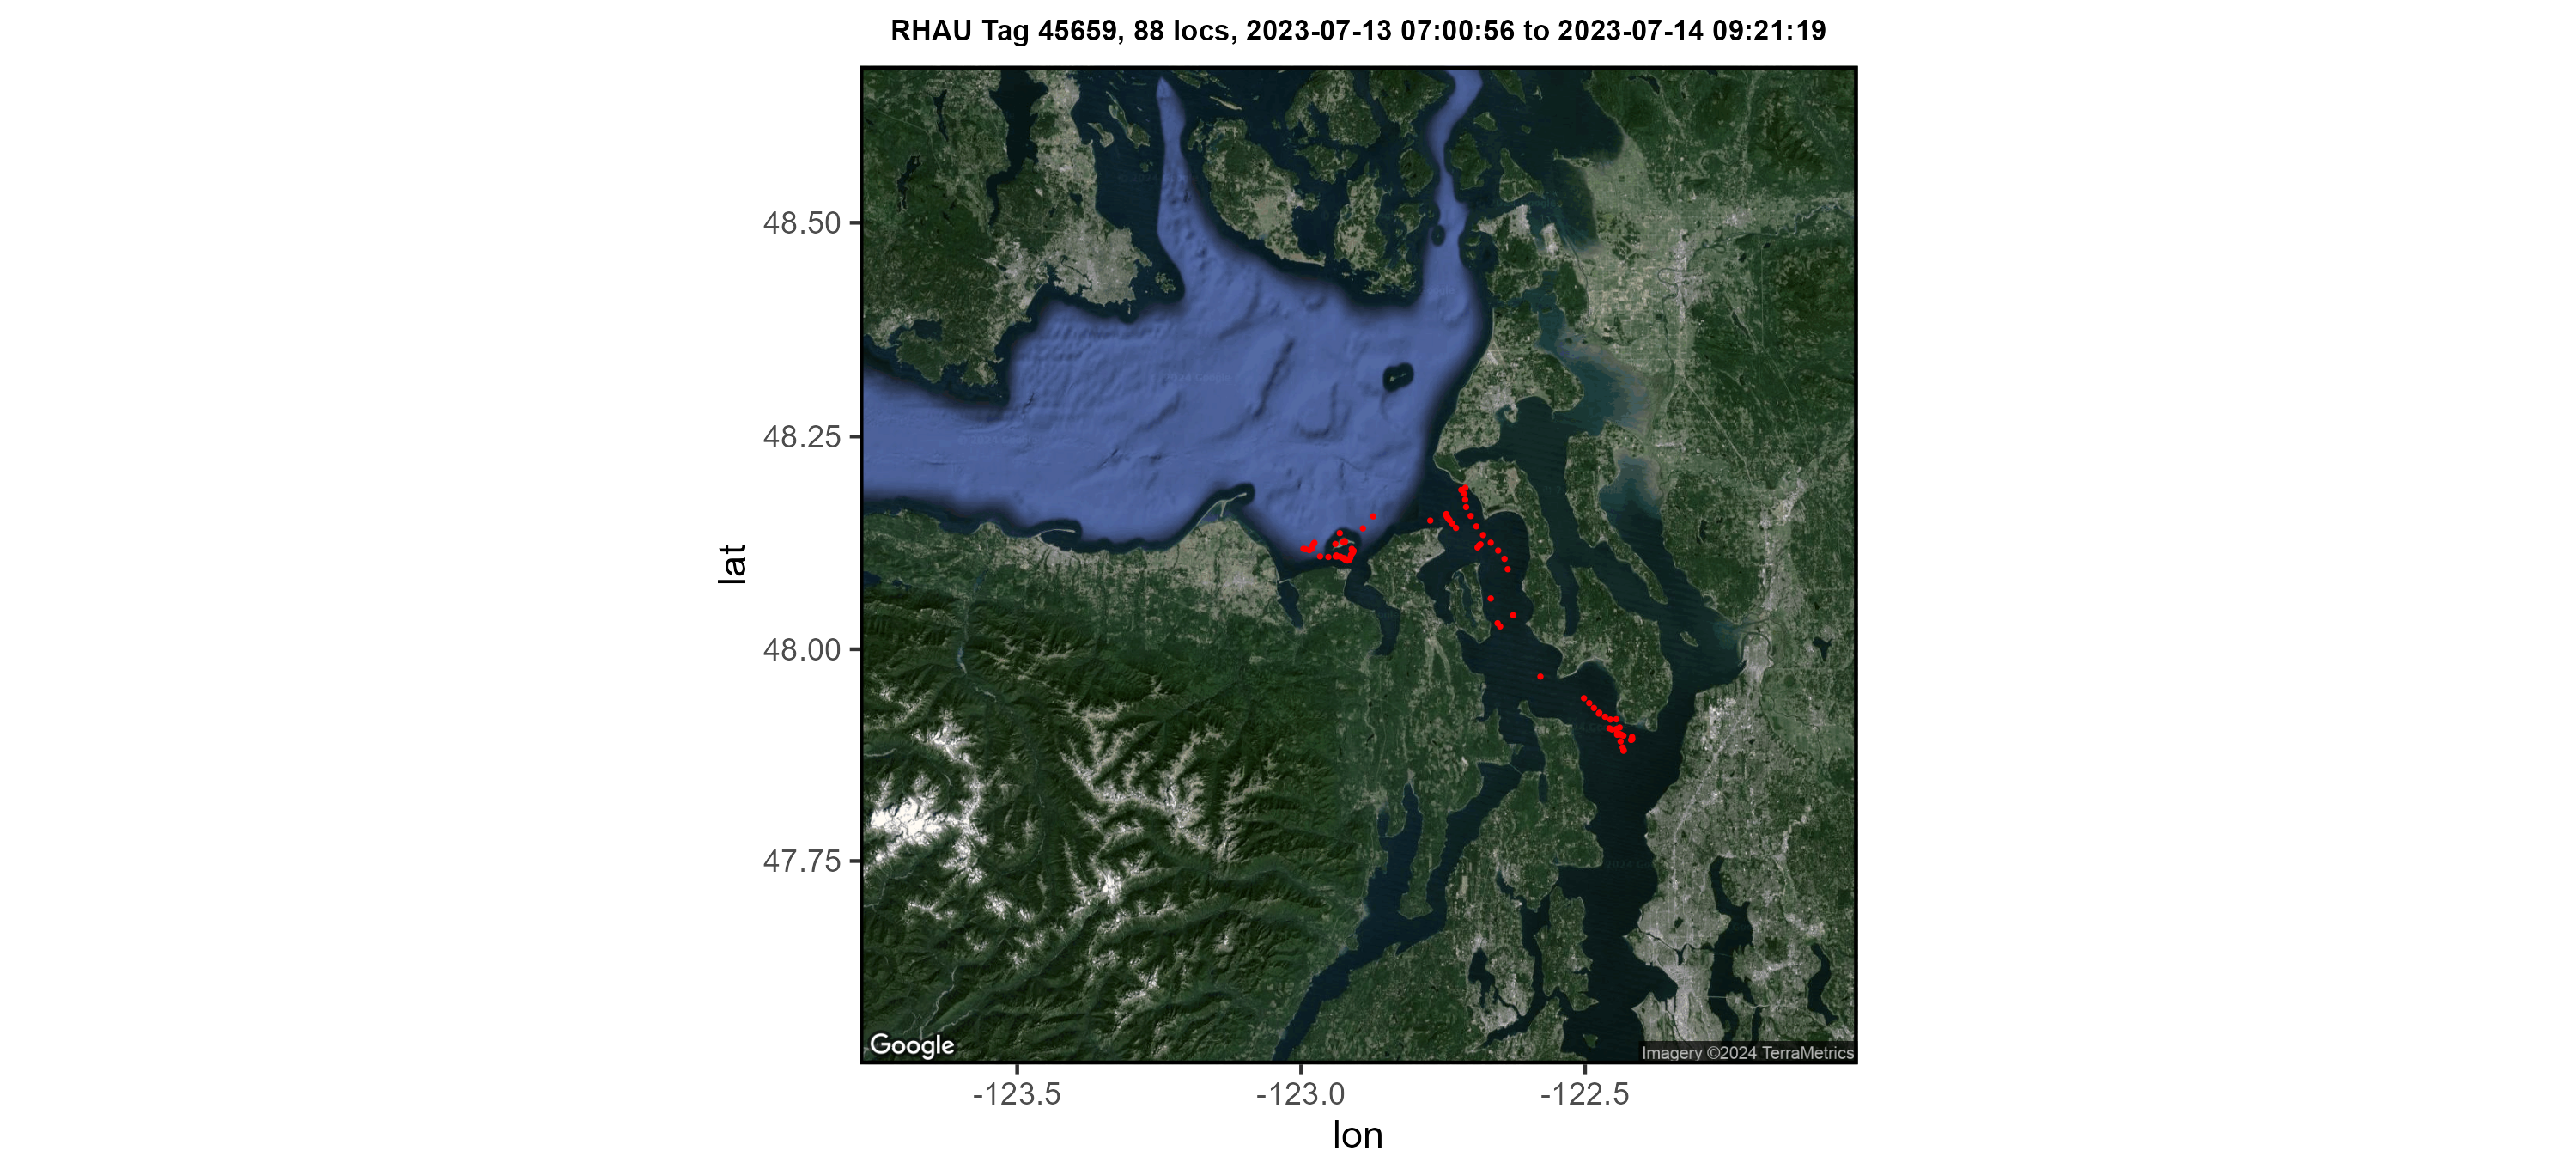 RHAU Tag 45659, 88 locs, 2023-07-13 07:00:56 to 2023-07-14 09:21:19
48.50
48.25
48.00
47.75
lat
Google
Imagery ©2024 TerraMetrics
-123.5
-123.0
-122.5
lon